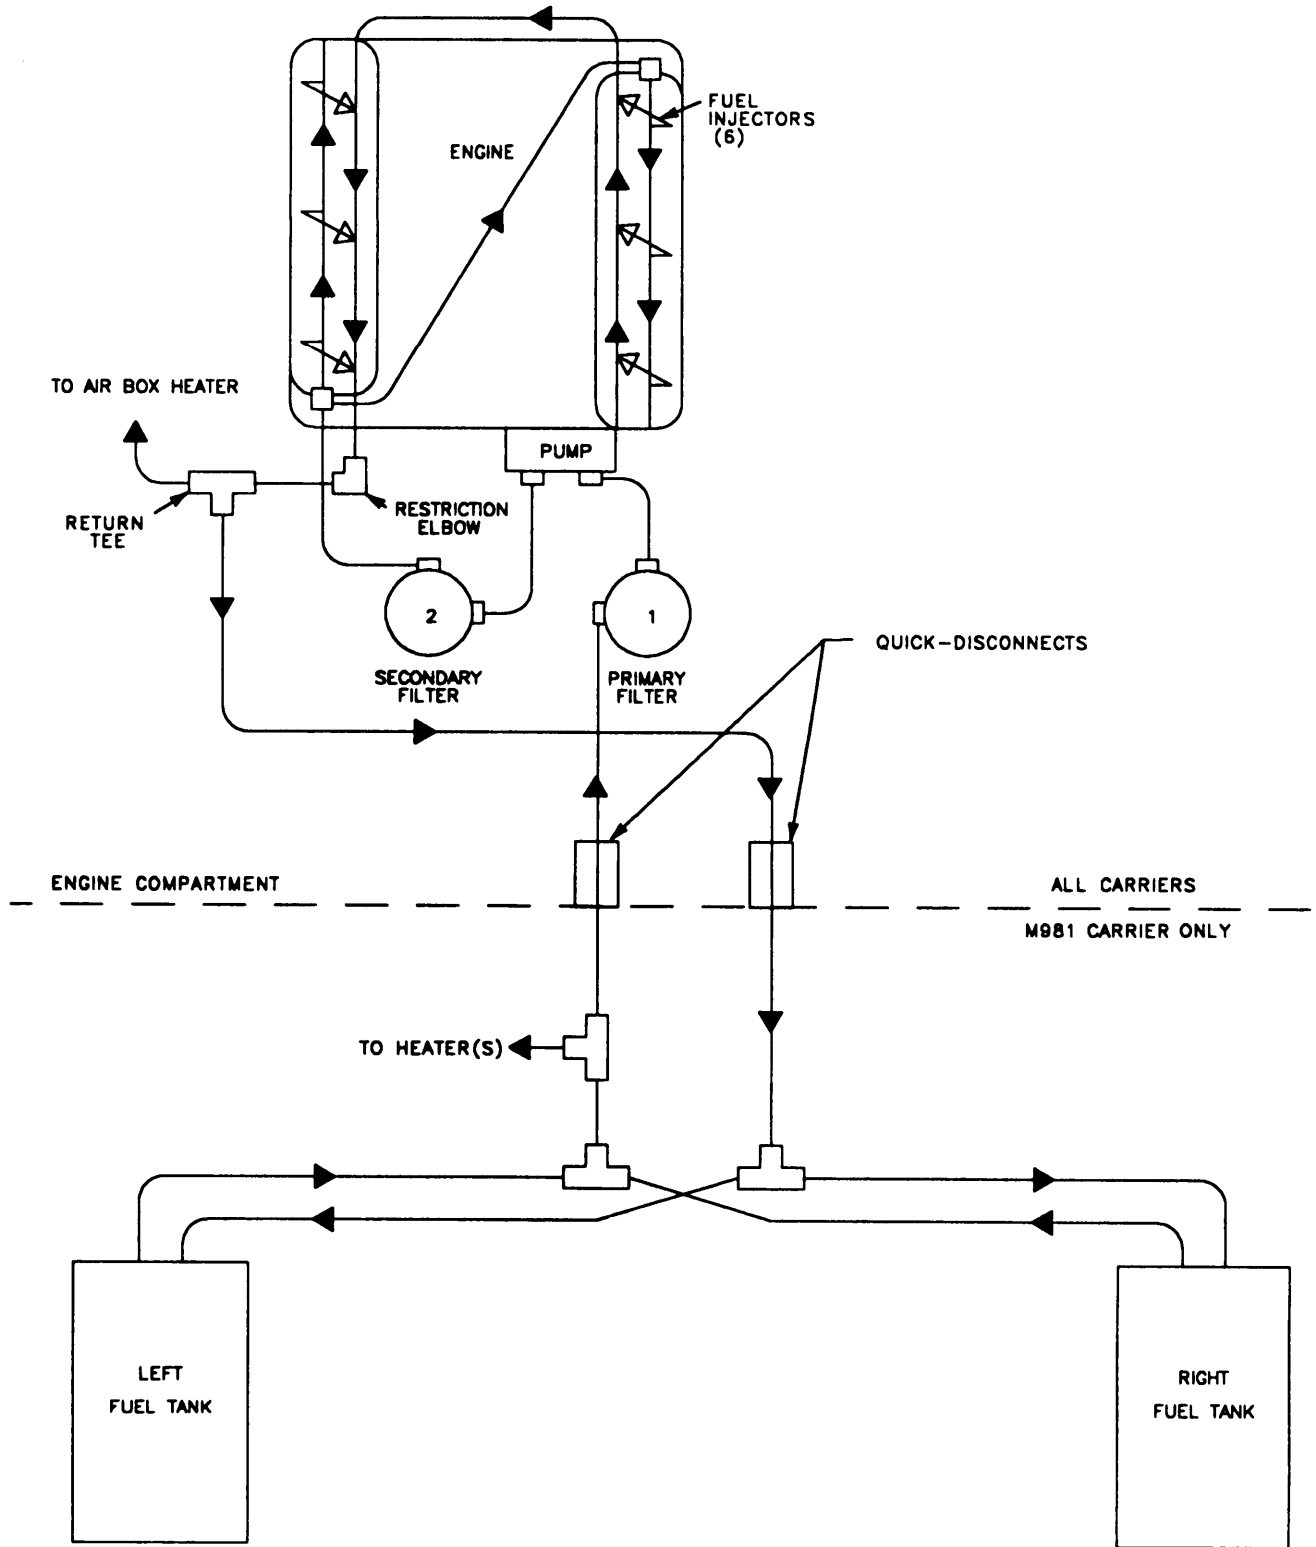 FUEL
INJECTORS
(6)
ENGINE
TO AIR BOX HEATER
PUMP
RETURN
TEE
RESTRICTION
ELBOW
2
1
SECONDARY
FILTER
PRIMARY
FILTER
QUICK-DISCONNECTS
ENGINE COMPARTMENT
ALL CARRIERS
M981 CARRIER ONLY
TO HEATER(S)
LEFT
FUEL TANK
RIGHT
FUEL TANK